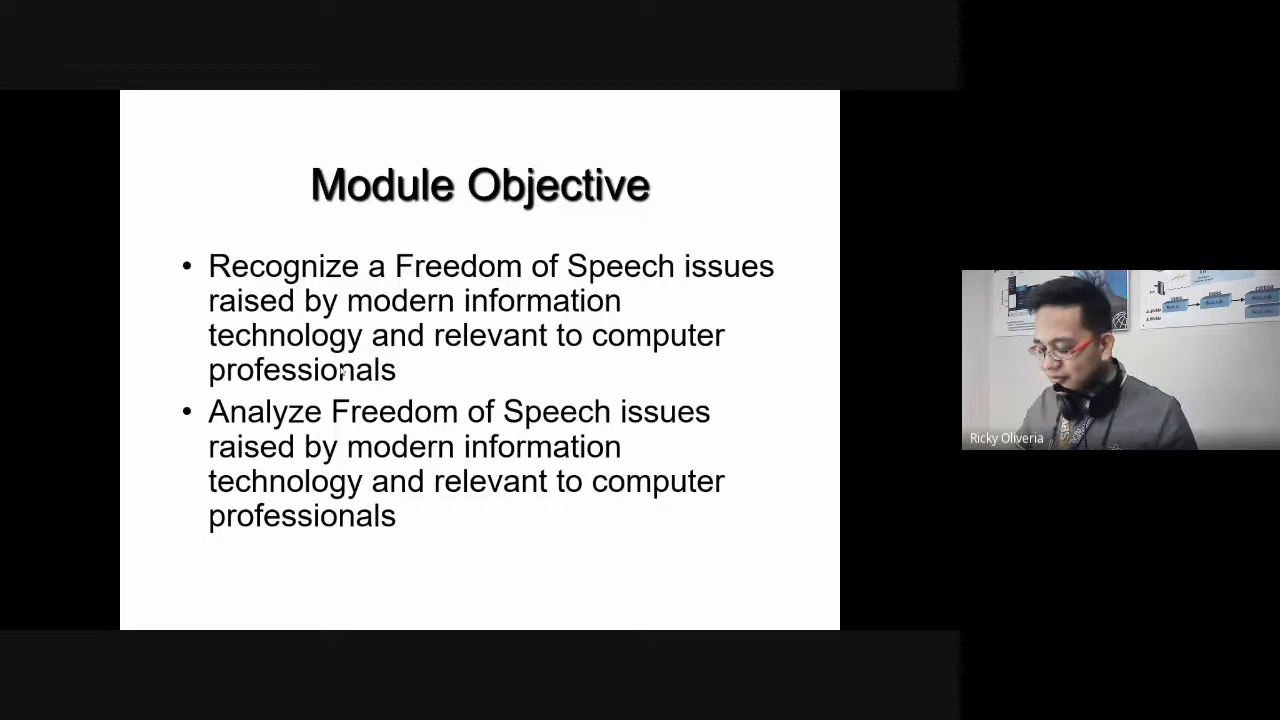 Module Objective
• Recognize a Freedom of Speech issues
raised by modern information
technology and relevant to computer
professionals
• Analyze Freedom of Speech issues
raised by modern information
technology and relevant to computer
professionals
Ricky Oliveria